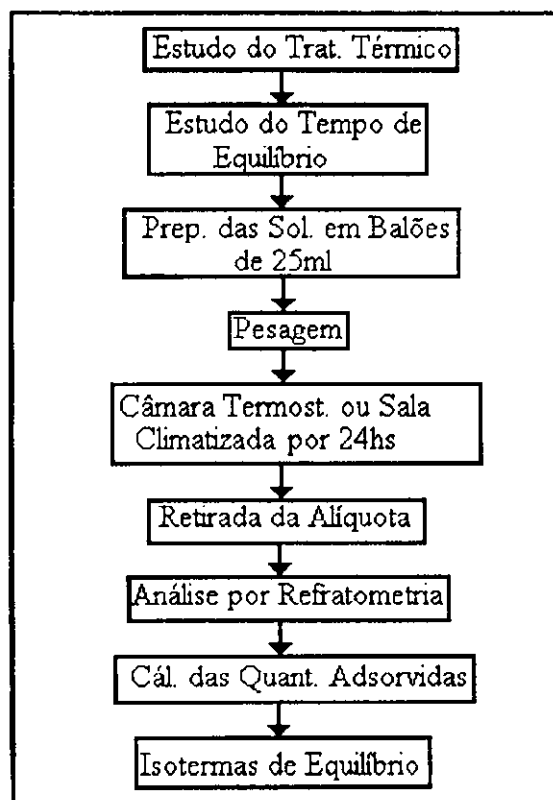 Estudo do Trat. Térmico
Estudo do Tempo de
Equilíbrio
Prep. das Sol. em Balões
de 25ml
Pesagem
Câmara Termost. ou Sala
Climatizada por 24hs
Retirada da Alíquota
Análise por Refratometria
Cál. das Quant. Adsorvidas
Isotermas de Equilíbrio